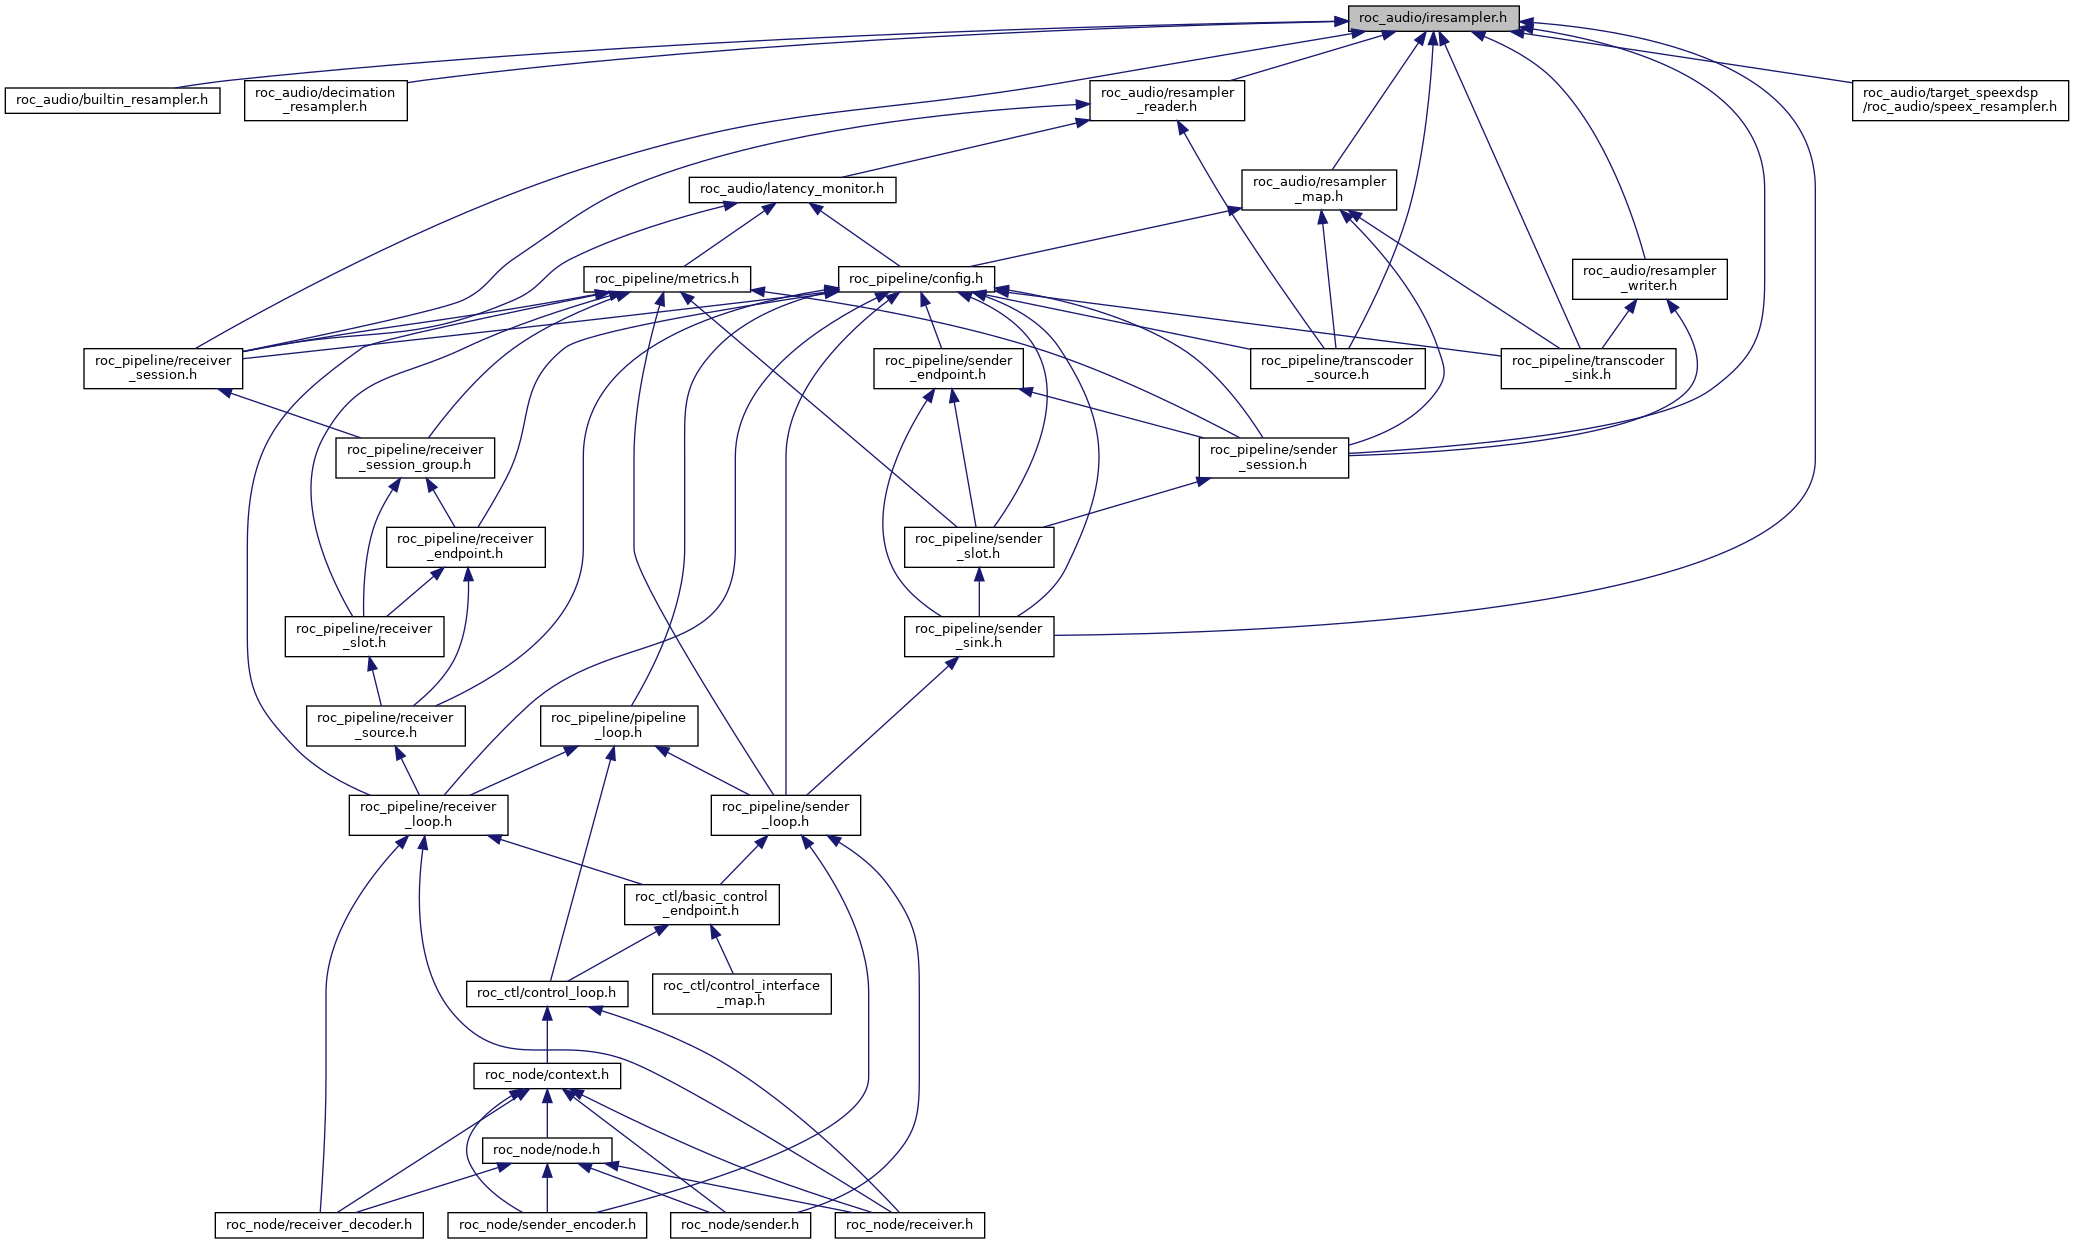 roc_audio/iresampler.h
roc_audio/builtin_resampler.h
roc_audio/decimation
_resampler.h
roc_audio/resampler
_reader.h
roc_audio/target_speexdsp
/roc_audio/speex_resampler.h
roc_audio/latency_monitor.h
roc_audio/resampler
_map.h
roc_pipeline/metrics.h
roc_pipeline/config.h
roc_audio/resampler
_writer.h
roc_pipeline/receiver
_session.h
roc_pipeline/sender
_endpoint.h
roc_pipeline/transcoder
_source.h
roc_pipeline/transcoder
_sink.h
roc_pipeline/receiver
_session_group.h
roc_pipeline/sender
_session.h
roc_pipeline/receiver
_endpoint.h
roc_pipeline/sender
_slot.h
roc_pipeline/receiver
_slot.h
roc_pipeline/sender
_sink.h
roc_pipeline/receiver
_source.h
roc_pipeline/pipeline
_loop.h
roc_pipeline/receiver
_loop.h
roc_pipeline/sender
_loop.h
roc_ctl/basic_control
_endpoint.h
roc_ctl/control_loop.h
roc_ctl/control_interface
_map.h
roc_node/context.h
roc_node/node.h
roc_node/receiver_decoder.h
roc_node/sender_encoder.h
roc_node/sender.h
roc_node/receiver.h